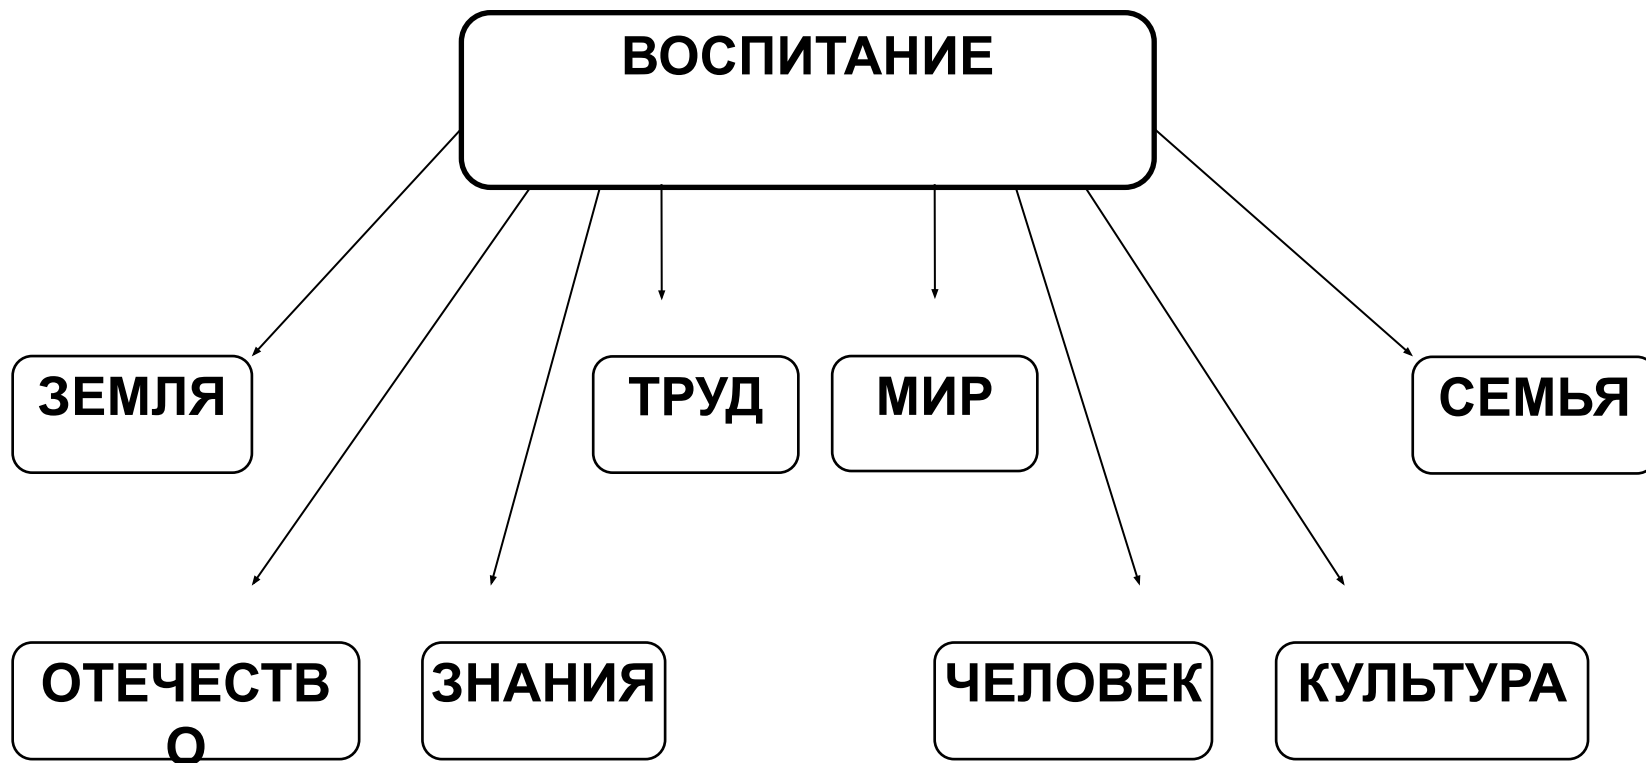 ВОСПИТАНИЕ
ЗЕМЛЯ
ТРУД
МИР
СЕМЬЯ
ОТЕЧЕСТВ
О
ЗНАНИЯ
ЧЕЛОВЕК
КУЛЬТУРА